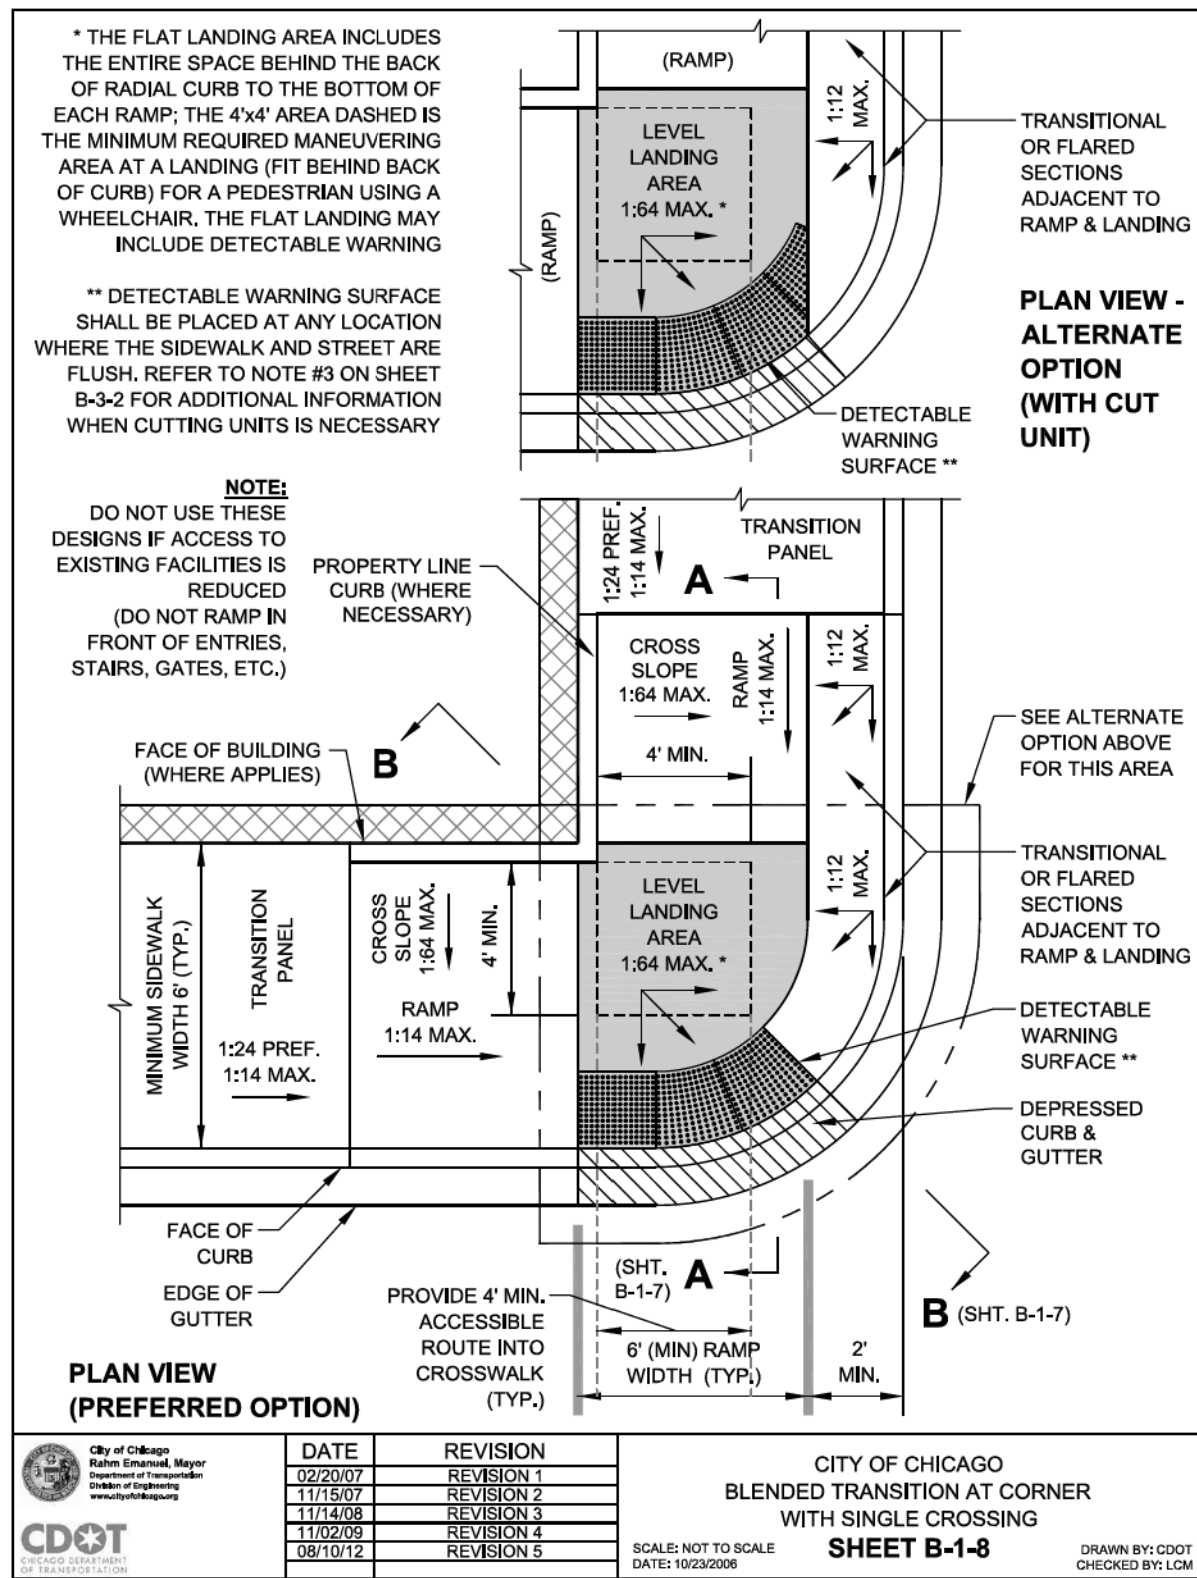 * THE FLAT LANDING AREA INCLUDES
THE ENTIRE SPACE BEHIND THE BACK
OF RADIAL CURB TO THE BOTTOM OF
EACH RAMP; THE 4'x4' AREA DASHED IS
THE MINIMUM REQUIRED MANEUVERING
AREA AT A LANDING (FIT BEHIND BACK
OF CURB) FOR A PEDESTRIAN USING A
WHEELCHAIR. THE FLAT LANDING MAY
INCLUDE DETECTABLE WARNING
** DETECTABLE WARNING SURFACE
SHALL BE PLACED AT ANY LOCATION
WHERE THE SIDEWALK AND STREET ARE
FLUSH. REFER TO NOTE #3 ON SHEET
B-3-2 FOR ADDITIONAL INFORMATION
WHEN CUTTING UNITS IS NECESSARY
(RAMP)
(RAMP)
LEVEL
LANDING
AREA
1:64 MAX. *
1:12
MAX.
TRANSITIONAL
OR FLARED
SECTIONS
ADJACENT TO
RAMP & LANDING
PLAN VIEW -
ALTERNATE
OPTION
(WITH CUT
UNIT)
DETECTABLE
WARNING
SURFACE **
NOTE:
DO NOT USE THESE
DESIGNS IF ACCESS TO
EXISTING FACILITIES IS
REDUCED
(DO NOT RAMP IN
FRONT OF ENTRIES,
STAIRS, GATES, ETC.)
PROPERTY LINE
CURB (WHERE
NECESSARY)
1:24 PREF.
1:14 MAX.
TRANSITION
PANEL
A
CROSS
SLOPE
1:64 MAX.
RAMP
1:14 MAX.
1:12
MAX.
4' MIN.
SEE ALTERNATE
OPTION ABOVE
FOR THIS AREA
FACE OF BUILDING
(WHERE APPLIES)
B
MINIMUM SIDEWALK
WIDTH 6' (TYP.)
TRANSITION
PANEL
1:24 PREF.
1:14 MAX.
CROSS
SLOPE
1:64 MAX.
4' MIN.
RAMP
1:14 MAX.
LEVEL
LANDING
AREA
1:64 MAX. *
1:12
MAX.
TRANSITIONAL
OR FLARED
SECTIONS
ADJACENT TO
RAMP & LANDING
DETECTABLE
WARNING
SURFACE **
DEPRESSED
CURB &
GUTTER
FACE OF
CURB
EDGE OF
GUTTER
(SHT.
B-1-7)
A
B (SHT. B-1-7)
PROVIDE 4' MIN.
ACCESSIBLE
ROUTE INTO
CROSSWALK
(TYP.)
6' (MIN) RAMP
WIDTH (TYP.)
2'
MIN.
PLAN VIEW
(PREFERRED OPTION)
City of Chicago
Rahm Emanuel, Mayor
Department of Transportation
Division of Engineering
www.cityofchicago.org
CDOT
CHICAGO DEPARTMENT
OF TRANSPORTATION
DATE REVISION
02/20/07 REVISION 1
11/15/07 REVISION 2
11/14/08 REVISION 3
11/02/09 REVISION 4
08/10/12 REVISION 5
CITY OF CHICAGO
BLENDED TRANSITION AT CORNER
WITH SINGLE CROSSING
SHEET B-1-8
SCALE: NOT TO SCALE
DATE: 10/23/2006
DRAWN BY: CDOT
CHECKED BY: LCM